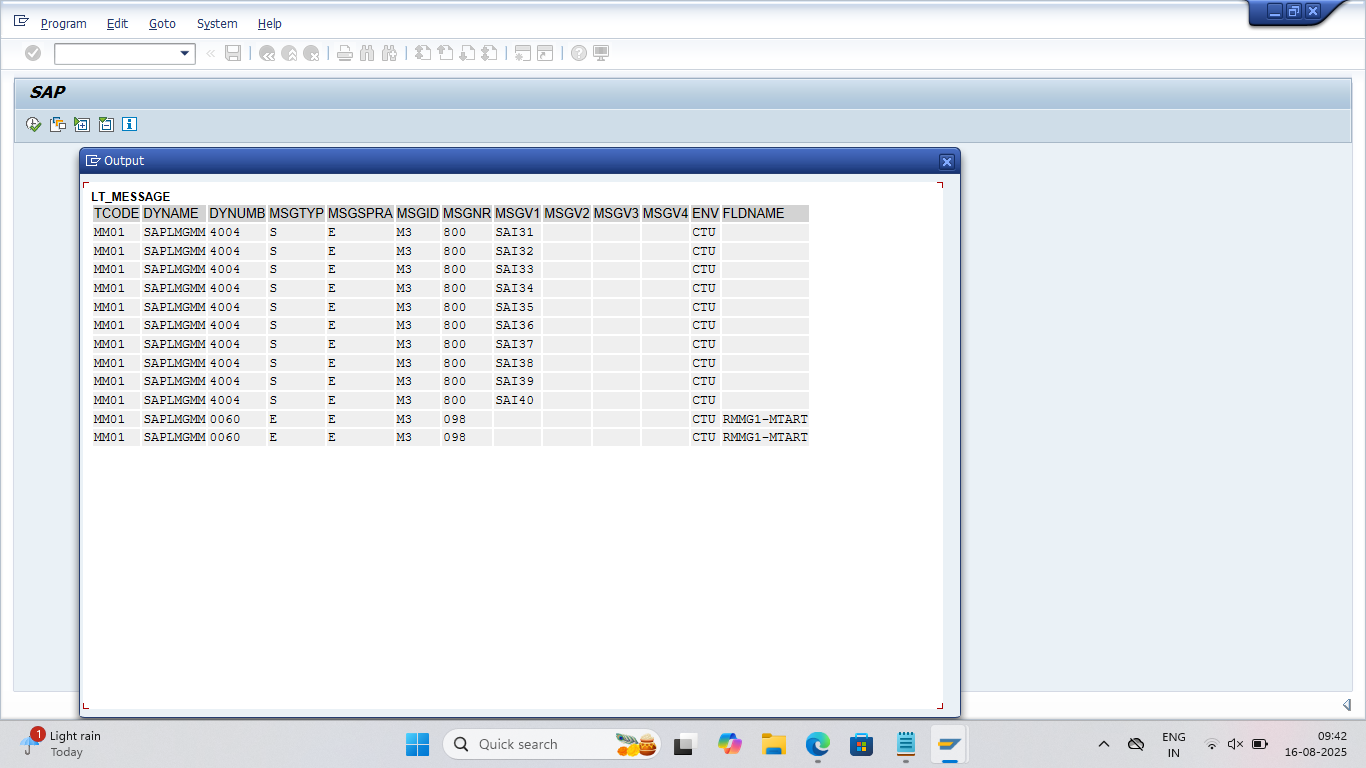 Program Edit Goto System Help
SAP
Output
LT_MESSAGE
TCODE DYNAME DYNUMB MSGTYP MSGSPRA MSGID MSGNR MSGV1 MSGV2 MSGV3 MSGV4 ENV FLDNAME
MM01 SAPLMGMM 4004 S E M3 800 SAI31 CTU
MM01 SAPLMGMM 4004 S E M3 800 SAI32 CTU
MM01 SAPLMGMM 4004 S E M3 800 SAI33 CTU
MM01 SAPLMGMM 4004 S E M3 800 SAI34 CTU
MM01 SAPLMGMM 4004 S E M3 800 SAI35 CTU
MM01 SAPLMGMM 4004 S E M3 800 SAI36 CTU
MM01 SAPLMGMM 4004 S E M3 800 SAI37 CTU
MM01 SAPLMGMM 4004 S E M3 800 SAI38 CTU
MM01 SAPLMGMM 4004 S E M3 800 SAI39 CTU
MM01 SAPLMGMM 4004 S E M3 800 SAI40 CTU
MM01 SAPLMGMM 0060 E E M3 098 CTU RMMG1-MTART
MM01 SAPLMGMM 0060 E E M3 098 CTU RMMG1-MTART
1
Light rain
Today
Quick search
ENG
IN
09:42
16-08-2025